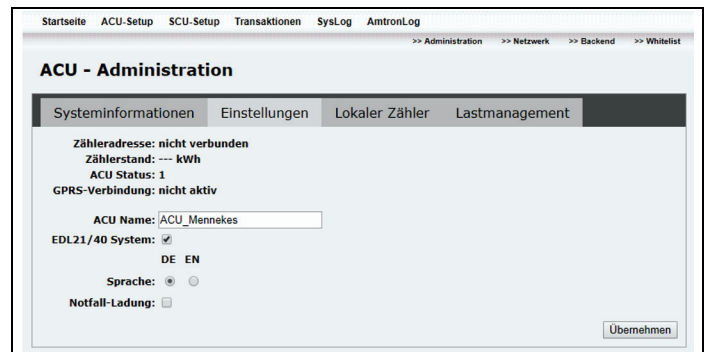 Startseite ACU-Setup SCU-Setup Transaktionen SysLog AmtronLog
>> Administration >> Netzwerk >> Backend >> Whitelist
ACU - Administration
Systeminformationen Einstellungen Lokaler Zähler Lastmanagement
Zähleradresse: nicht verbunden
Zählerstand: --- kWh
ACU Status: 1
GPRS-Verbindung: nicht aktiv
ACU Name: ACU_Mennekes
EDL21/40 System:
DE EN
Sprache:
Notfall-Ladung:
Übernehmen